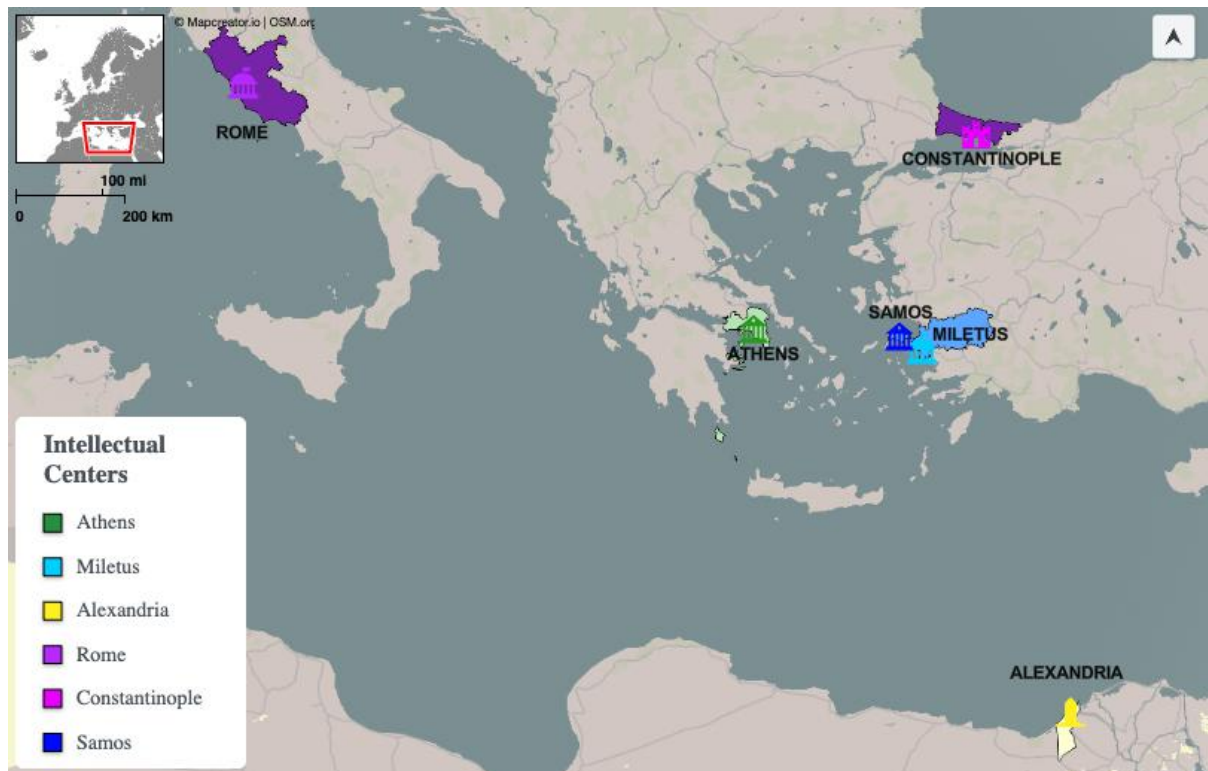 © Mapcreator.io | OSM.org
ROME
CONSTANTINOPLE
100 mi
0
200 km
SAMOS
MILETUS
ATHENS
Intellectual
Centers
Athens
Miletus
Alexandria
Rome
Constantinople
Samos
ALEXANDRIA